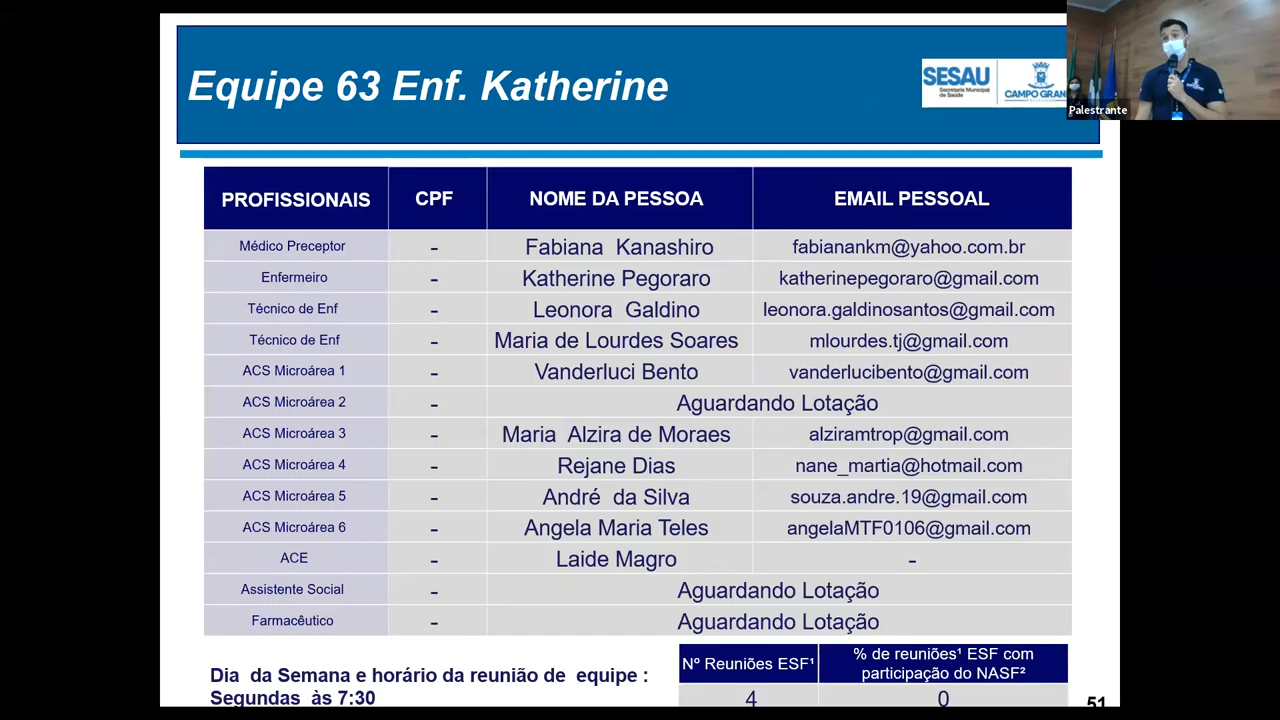 Equipe 63 Enf. Katherine
SESAU
Secretaria Municipal
de Saúde
CAMPO GRAN
Palestrante
PROFISSIONAIS CPF NOME DA PESSOA EMAIL PESSOAL
Médico Preceptor - Fabiana Kanashiro fabianankm@yahoo.com.br
Enfermeiro - Katherine Pegoraro katherinepegoraro@gmail.com
Técnico de Enf - Leonora Galdino leonora.galdinosantos@gmail.com
Técnico de Enf - Maria de Lourdes Soares mlourdes.tj@gmail.com
ACS Microárea 1 - Vanderluci Bento vanderlucibento@gmail.com
ACS Microárea 2 - Aguardando Lotação
ACS Microárea 3 - Maria Alzira de Moraes alziramtrop@gmail.com
ACS Microárea 4 - Rejane Dias nane_martia@hotmail.com
ACS Microárea 5 - André da Silva souza.andre.19@gmail.com
ACS Microárea 6 - Angela Maria Teles angelaMTF0106@gmail.com
ACE - Laide Magro -
Assistente Social - Aguardando Lotação
Farmacêutico - Aguardando Lotação
Dia da Semana e horário da reunião de equipe :
Segundas às 7:30
Nº Reuniões ESF¹ % de reuniões¹ ESF com
participação do NASF²
4 0
51